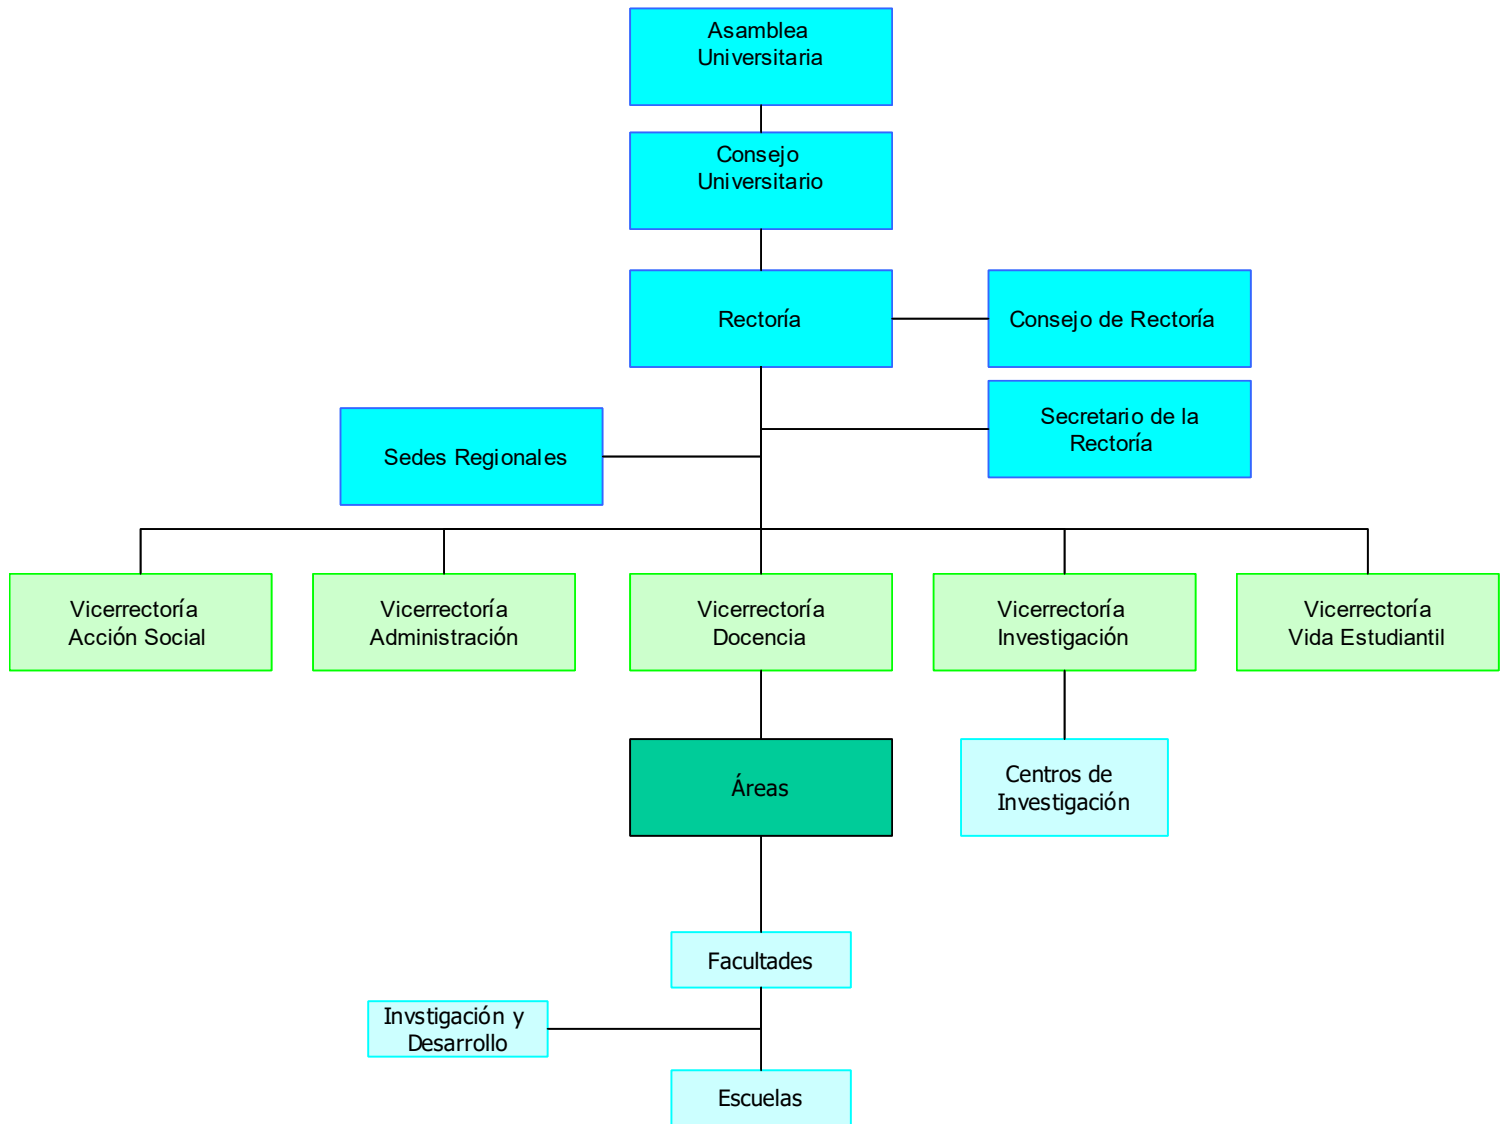 Asamblea
Universitaria
Consejo
Universitario
Rectoría
Consejo de Rectoría
Secretario de la
Rectoría
Sedes Regionales
Vicerrectoría
Acción Social
Vicerrectoría
Administración
Vicerrectoría
Docencia
Vicerrectoría
Investigación
Vicerrectoría
Vida Estudiantil
Áreas
Centros de
Investigación
Facultades
Invstigación y
Desarrollo
Escuelas